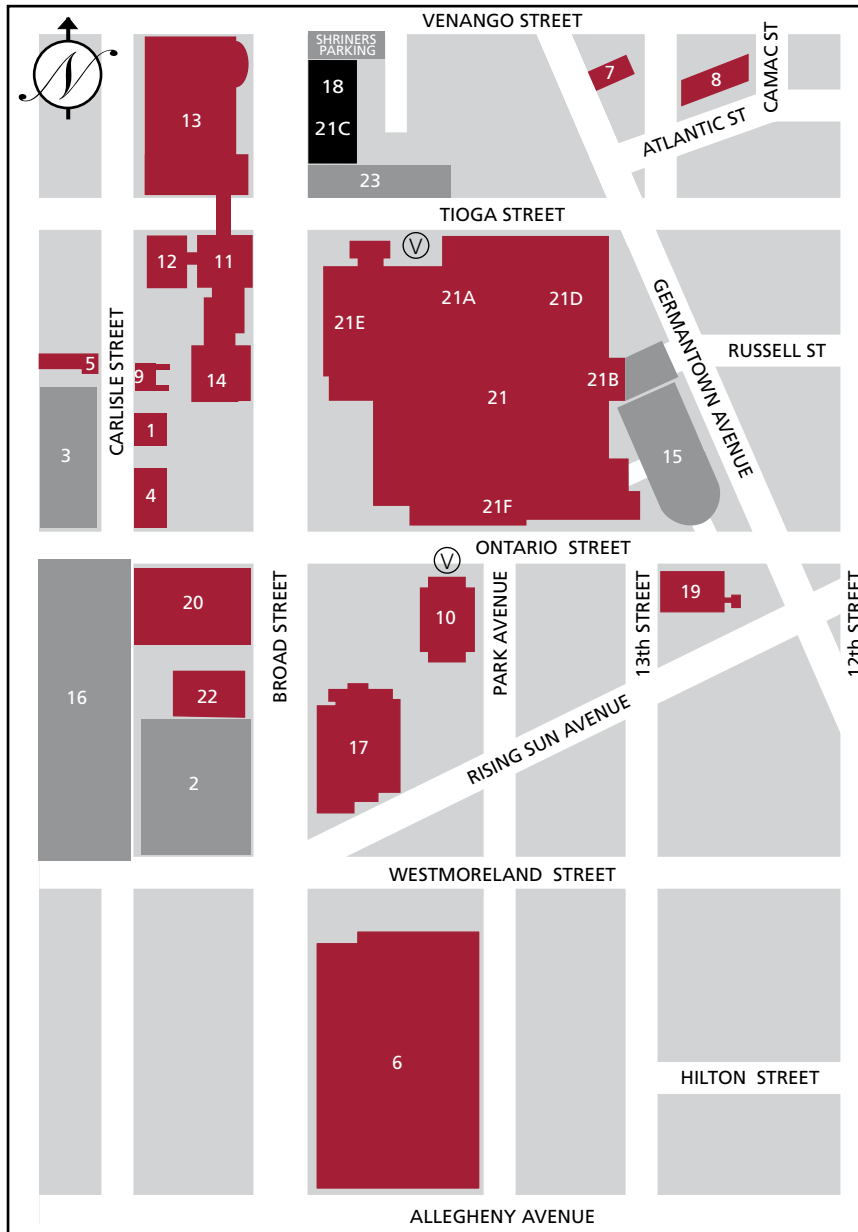 VENANGO STREET
N
SHRINERS
PARKING
18
21C
23
13
7
8
CAMAC ST
ATLANTIC ST
TIOGA STREET
V
12
11
21A
21D
21E
GERMANTOWN AVENUE
CARLISLE STREET
RUSSELL ST
5
9
14
21B
21
1
3
15
4
21F
ONTARIO STREET
V
20
10
19
BROAD STREET
PARK AVENUE
13th STREET
12th STREET
16
22
17
RISING SUN AVENUE
2
WESTMORELAND STREET
6
HILTON STREET
ALLEGHENY AVENUE